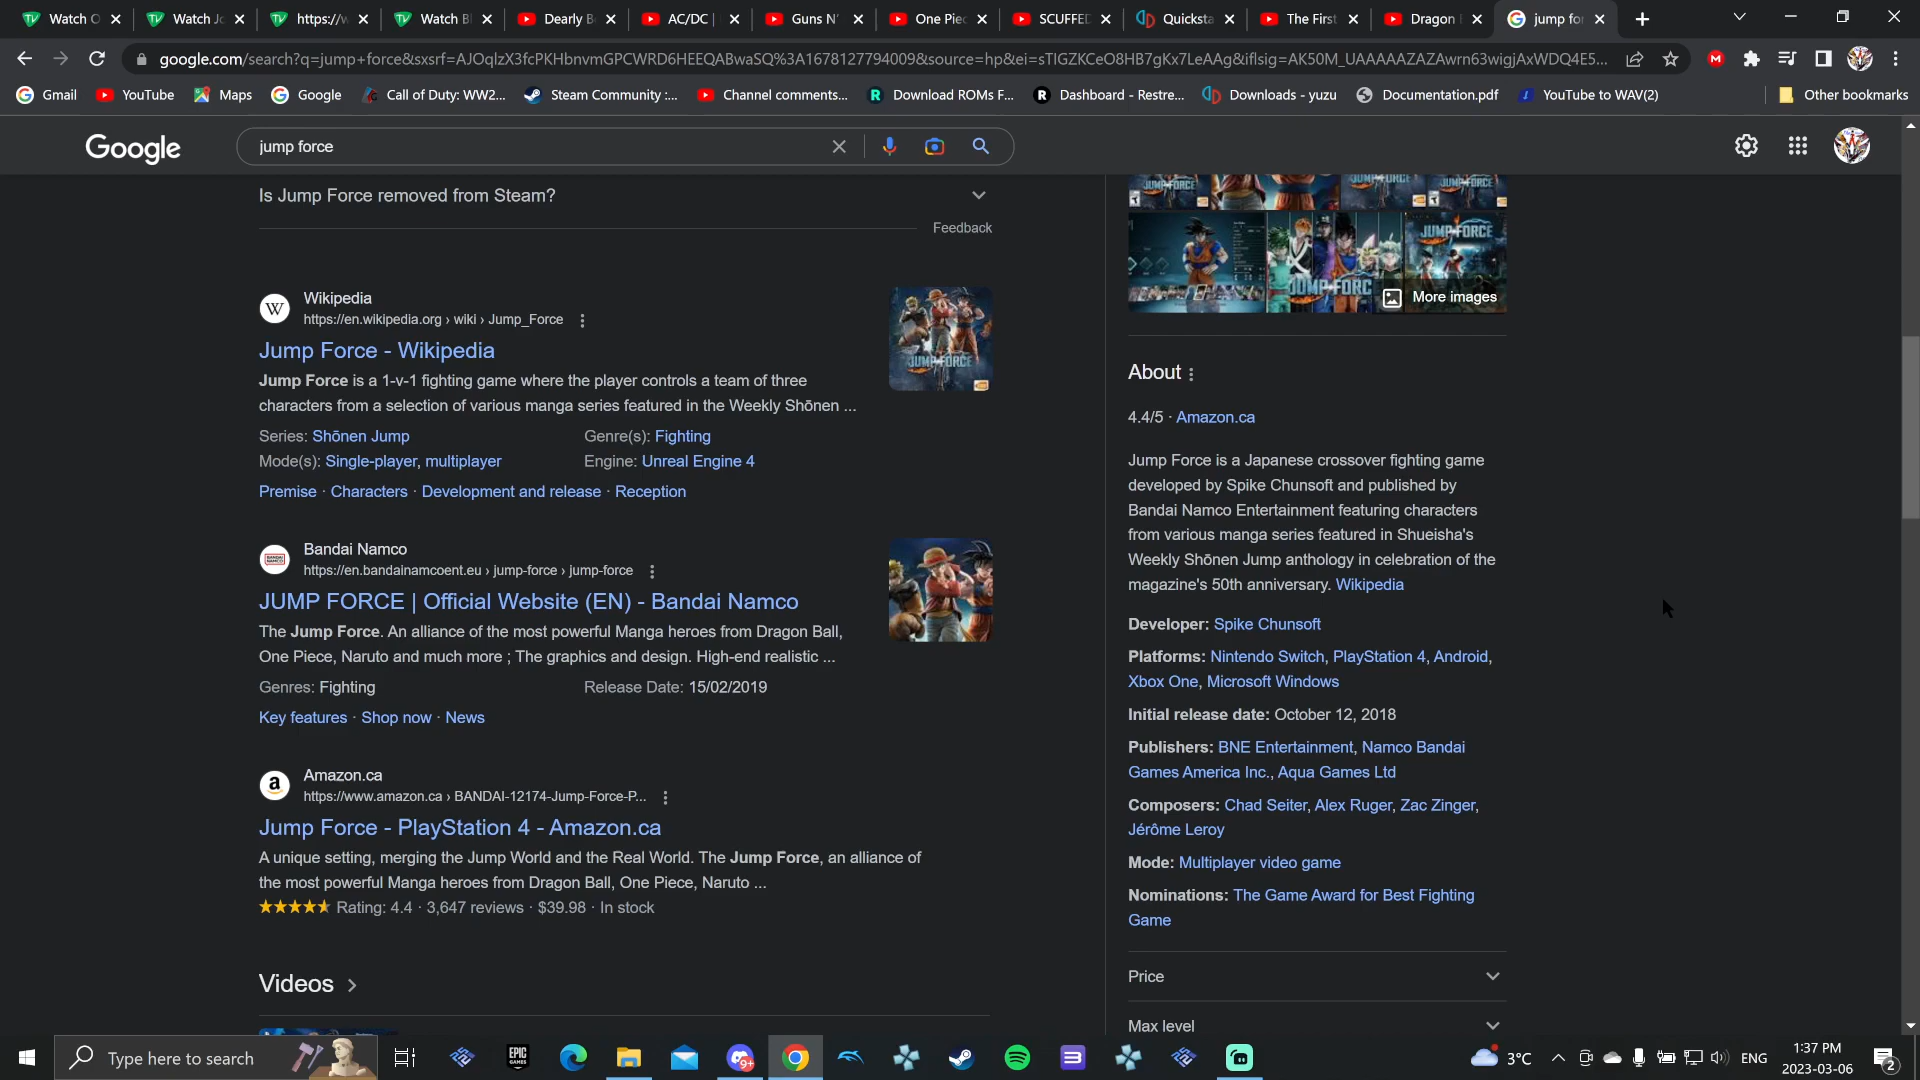 Watch O
Watch Jo
https://w
Watch Bl
Dearly B
AC/DC |
Guns N'
One Piec
SCUFFED
Quicksta
The First
Dragon
jump for
google.com/search?q=jump+force&sxsrf=AJOqlzX3fcPKHbnvmGPCWRD6HEEQABwaSQ%3A1678127794009&source=hp&ei=sTIGZKCeO8HB7gKx7LeAAg&iflsig=AK50M_UAAAAAZAZAwrn63wigjAxWDQ4E5...
Gmail
YouTube
Maps
Google
Call of Duty: WW2...
Steam Community :...
Channel comments...
Download ROMs F...
Dashboard - Restre...
Downloads - yuzu
Documentation.pdf
YouTube to WAV(2)
Other bookmarks
Google
jump force
Is Jump Force removed from Steam?
Feedback
Wikipedia
https://en.wikipedia.org › wiki › Jump_Force
Jump Force - Wikipedia
Jump Force is a 1-v-1 fighting game where the player controls a team of three
characters from a selection of various manga series featured in the Weekly Shōnen ...
Series: Shōnen Jump
Genre(s): Fighting
Mode(s): Single-player, multiplayer
Engine: Unreal Engine 4
Premise · Characters · Development and release · Reception
JUMP FORCE
Bandai Namco
https://en.bandainamcoent.eu › jump-force › jump-force
JUMP FORCE | Official Website (EN) - Bandai Namco
The Jump Force. An alliance of the most powerful Manga heroes from Dragon Ball,
One Piece, Naruto and much more ; The graphics and design. High-end realistic ...
Genres: Fighting
Release Date: 15/02/2019
Key features · Shop now · News
Amazon.ca
https://www.amazon.ca › BANDAI-12174-Jump-Force-P...
Jump Force - PlayStation 4 - Amazon.ca
A unique setting, merging the Jump World and the Real World. The Jump Force, an alliance of
the most powerful Manga heroes from Dragon Ball, One Piece, Naruto ...
Rating: 4.4 · 3,647 reviews · $39.98 · In stock
Videos
JUMP FORCE
More images
About
4.4/5 · Amazon.ca
Jump Force is a Japanese crossover fighting game
developed by Spike Chunsoft and published by
Bandai Namco Entertainment featuring characters
from various manga series featured in Shueisha's
Weekly Shōnen Jump anthology in celebration of the
magazine's 50th anniversary. Wikipedia
Developer: Spike Chunsoft
Platforms: Nintendo Switch, PlayStation 4, Android,
Xbox One, Microsoft Windows
Initial release date: October 12, 2018
Publishers: BNE Entertainment, Namco Bandai
Games America Inc., Aqua Games Ltd
Composers: Chad Seiter, Alex Ruger, Zac Zinger,
Jérôme Leroy
Mode: Multiplayer video game
Nominations: The Game Award for Best Fighting
Game
Price
Max level
Type here to search
EPIC
GAMES
9+
3°C
ENG
1:37 PM
2023-03-06
2